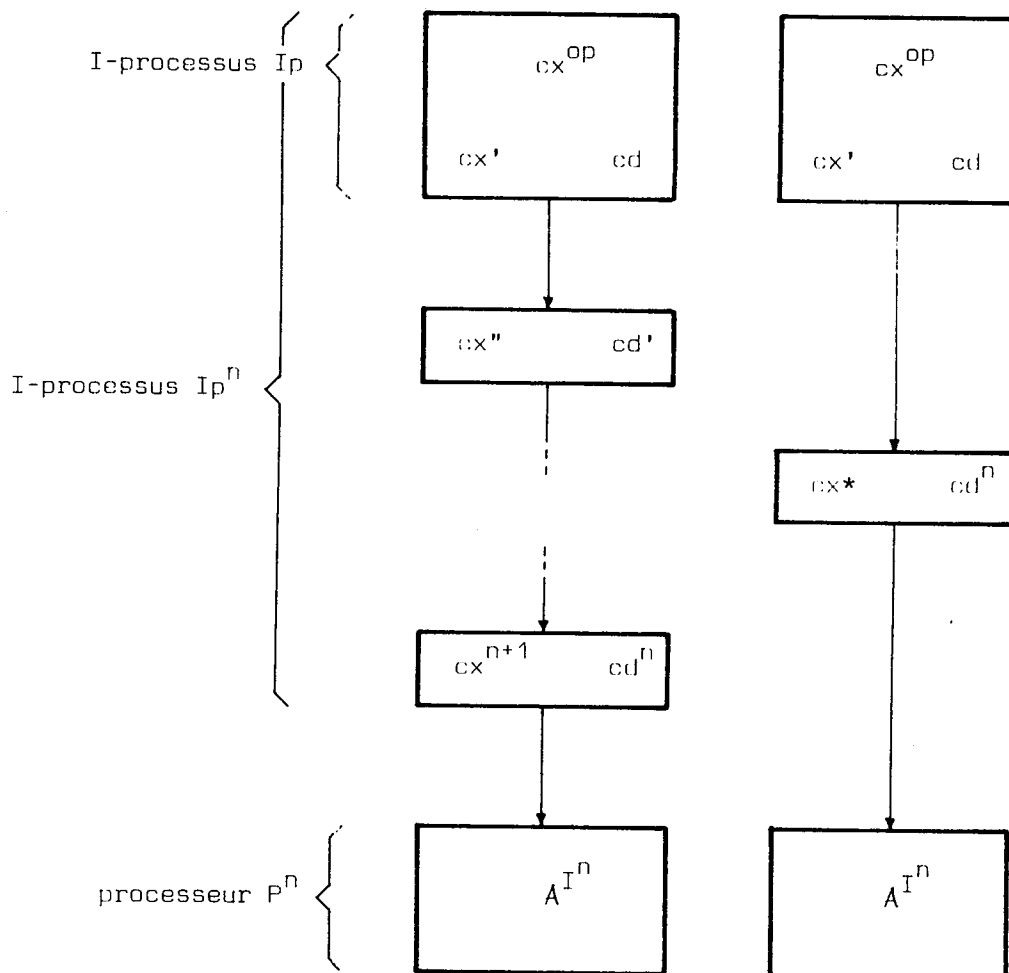 I-processus Ip
cx^op
cx^op
cx' cd
cx' cd
cx" cd'
I-processus Ip^n
cx* cd^n
cx^n+1 cd^n
processeur P^n
A^I^n
A^I^n